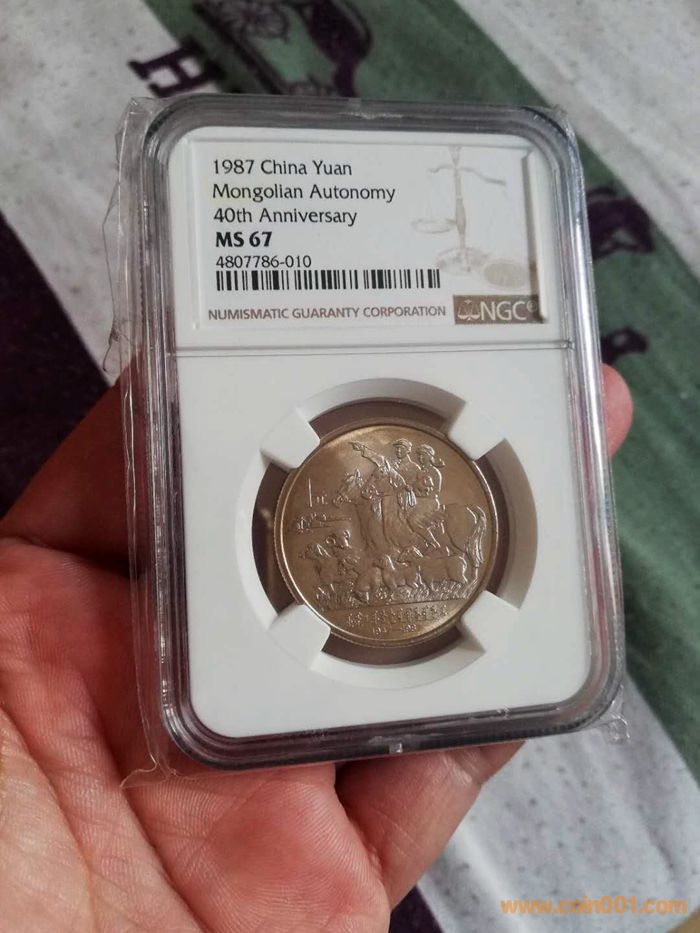 1987 China Yuan
Mongolian Autonomy
40th Anniversary
MS 67
4807786-010
NUMISMATIC GUARANTY CORPORATION NGC®
H
www.coin001.com